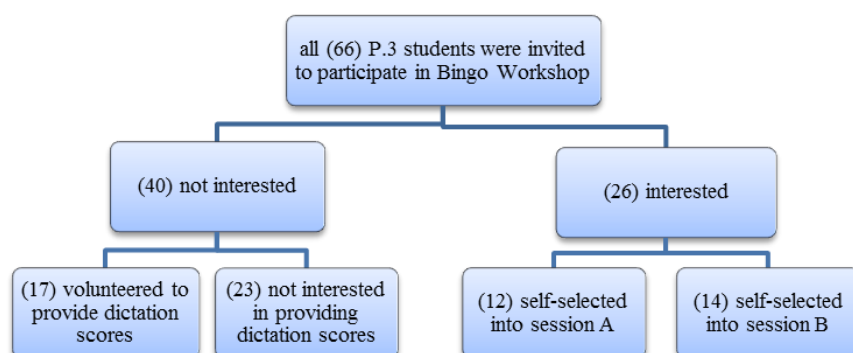 all (66) P.3 students were invited
to participate in Bingo Workshop
(40) not interested
(26) interested
(17) volunteered to
provide dictation
scores
(23) not interested
in providing
dictation scores
(12) self-selected
into session A
(14) self-selected
into session B